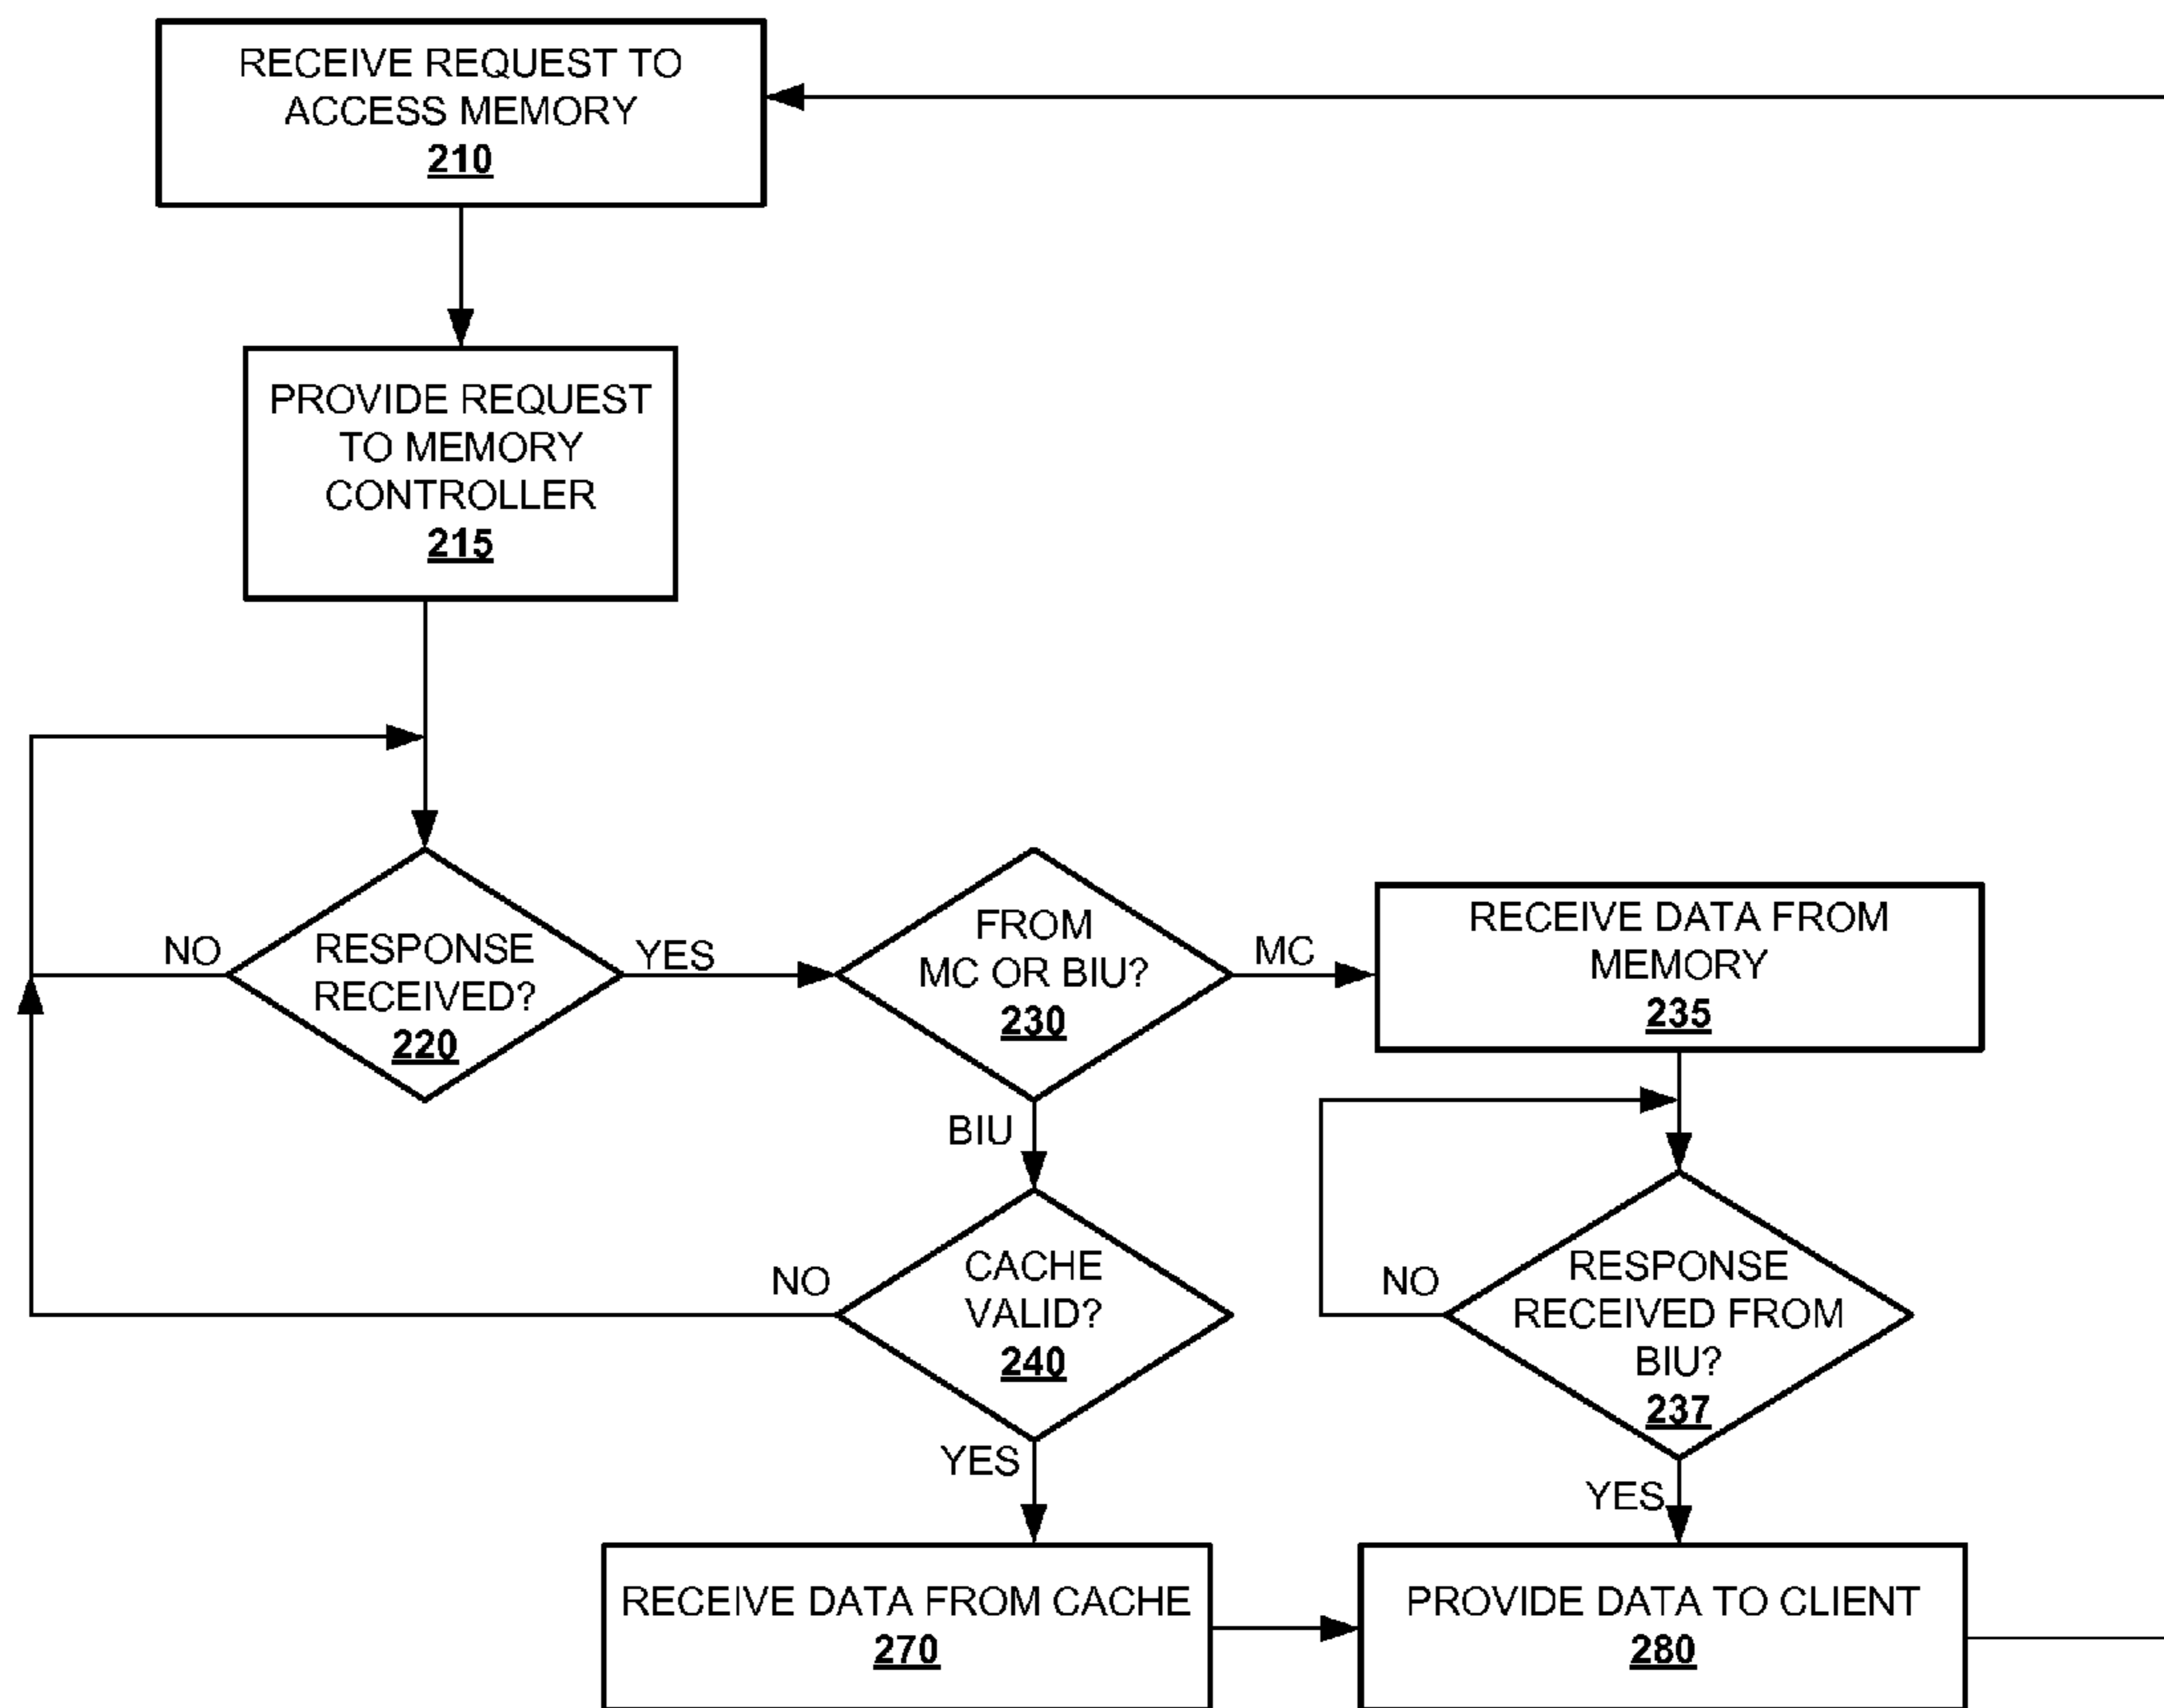 RECEIVE REQUEST TO
ACCESS MEMORY
210
PROVIDE REQUEST
TO MEMORY
CONTROLLER
215
NO
RESPONSE
RECEIVED?
220
YES
FROM
MC OR BIU?
230
MC
RECEIVE DATA FROM
MEMORY
235
BIU
NO
CACHE
VALID?
240
NO
RESPONSE
RECEIVED FROM
BIU?
237
YES
YES
RECEIVE DATA FROM CACHE
270
PROVIDE DATA TO CLIENT
280